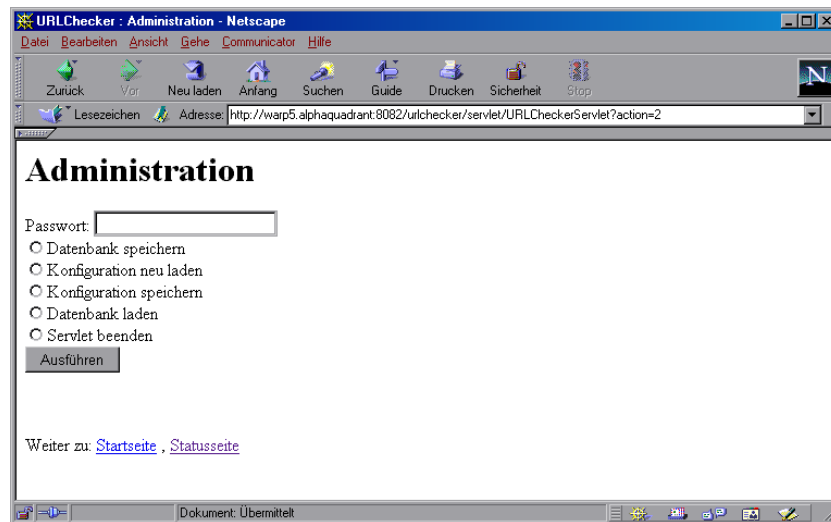 URLChecker : Administration - Netscape
Datei Bearbeiten Ansicht Gehe Communicator Hilfe
Zurück Vor Neu laden Anfang Suchen Guide Drucken Sicherheit Stop
N
Lesezeichen Adresse: http://warp5.alphaquadrant:8082/urlchecker/servlet/URLCheckerServlet?action=2
Administration
Passwort:
Datenbank speichern
Konfiguration neu laden
Konfiguration speichern
Datenbank laden
Servlet beenden
Ausführen
Weiter zu: Startseite , Statusseite
Dokument: Übermittelt